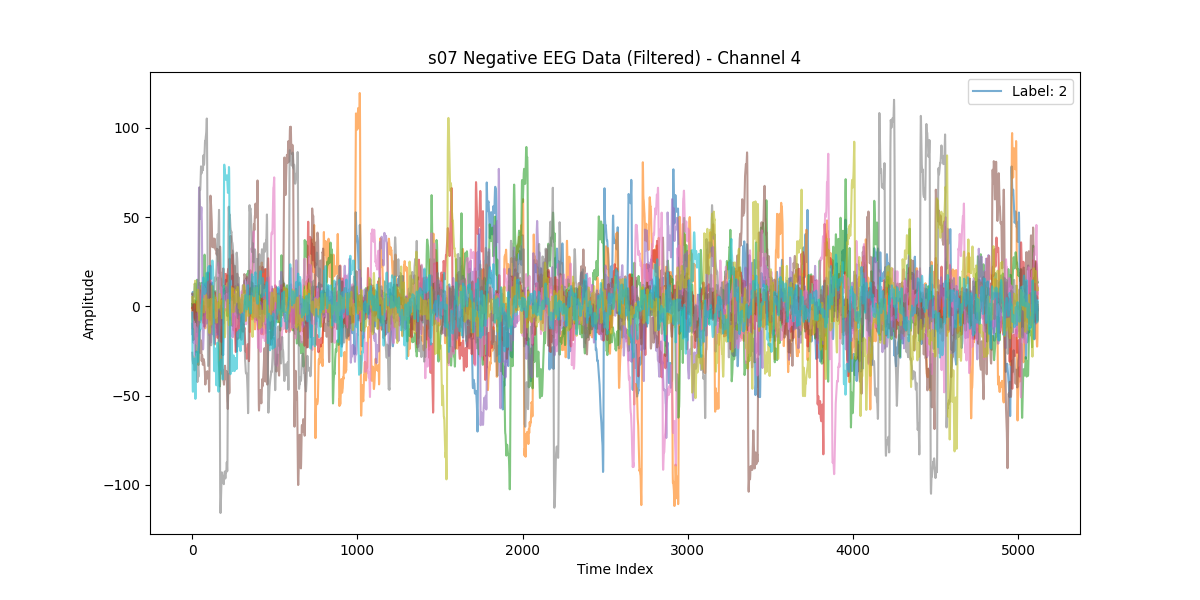 s07 Negative EEG Data (Filtered) - Channel 4
Label: 2
Amplitude
100
50
0
−50
−100
0 1000 2000 3000 4000 5000
Time Index